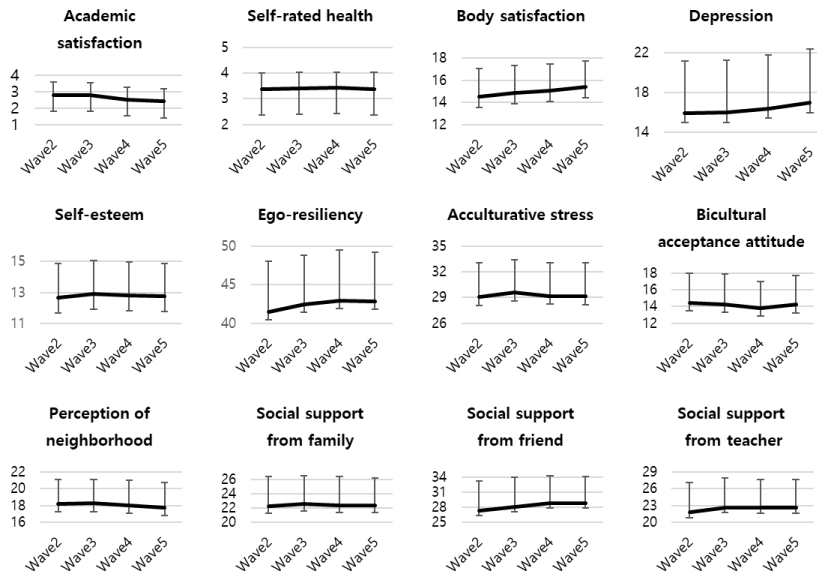 Academic
satisfaction
4
3
2
1
Wave2
Wave3
Wave4
Wave5
Self-rated health
5
4
3
2
Wave2
Wave3
Wave4
Wave5
Body satisfaction
18
16
14
12
Wave2
Wave3
Wave4
Wave5
Depression
22
18
14
Wave2
Wave3
Wave4
Wave5
Self-esteem
15
13
11
Wave2
Wave3
Wave4
Wave5
Ego-resiliency
50
45
40
Wave2
Wave3
Wave4
Wave5
Acculturative stress
35
32
29
26
Wave2
Wave3
Wave4
Wave5
Bicultural
acceptance attitude
18
16
14
12
Wave2
Wave3
Wave4
Wave5
Perception of
neighborhood
22
20
18
16
Wave2
Wave3
Wave4
Wave5
Social support
from family
26
24
22
20
Wave2
Wave3
Wave4
Wave5
Social support
from friend
34
31
28
25
Wave2
Wave3
Wave4
Wave5
Social support
from teacher
29
26
23
20
Wave2
Wave3
Wave4
Wave5